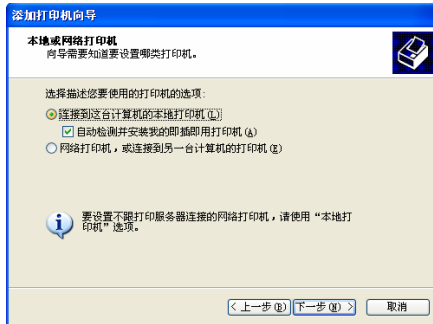 添加打印机向导
本地或网络打印机
向导需要知道要设置哪类打印机。
选择描述您要使用的打印机的选项:
连接到这台计算机的本地打印机(L)
自动检测并安装我的即插即用打印机(A)
网络打印机，或连接到另一台计算机的打印机(E)
要设置不跟打印服务器连接的网络打印机，请使用“本地打
印机”选项。
< 上一步(B) 下一步(N) > 取消